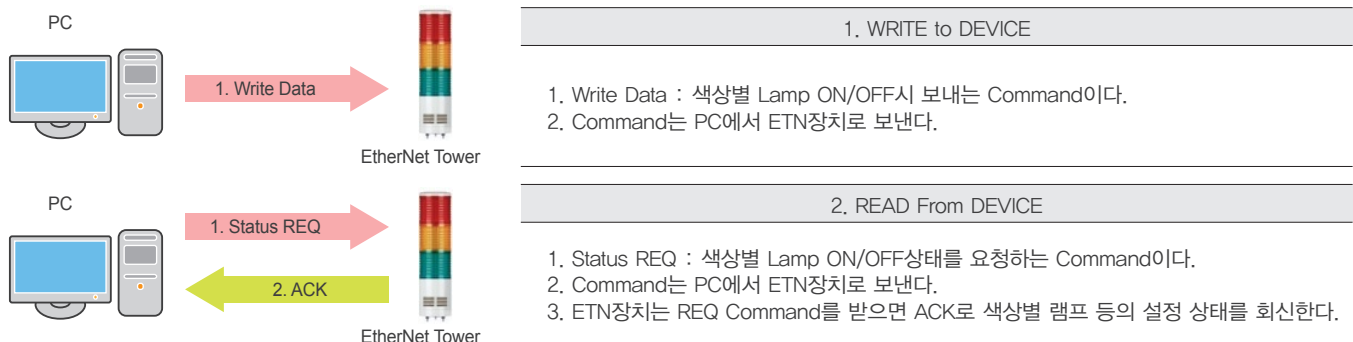 PC
1. Write Data
EtherNet Tower
1. WRITE to DEVICE
1. Write Data : 색상별 Lamp ON/OFF시 보내는 Command이다.
2. Command는 PC에서 ETN장치로 보낸다.
PC
1. Status REQ
2. ACK
EtherNet Tower
2. READ From DEVICE
1. Status REQ : 색상별 Lamp ON/OFF상태를 요청하는 Command이다.
2. Command는 PC에서 ETN장치로 보낸다.
3. ETN장치는 REQ Command를 받으면 ACK로 색상별 램프 등의 설정 상태를 회신한다.